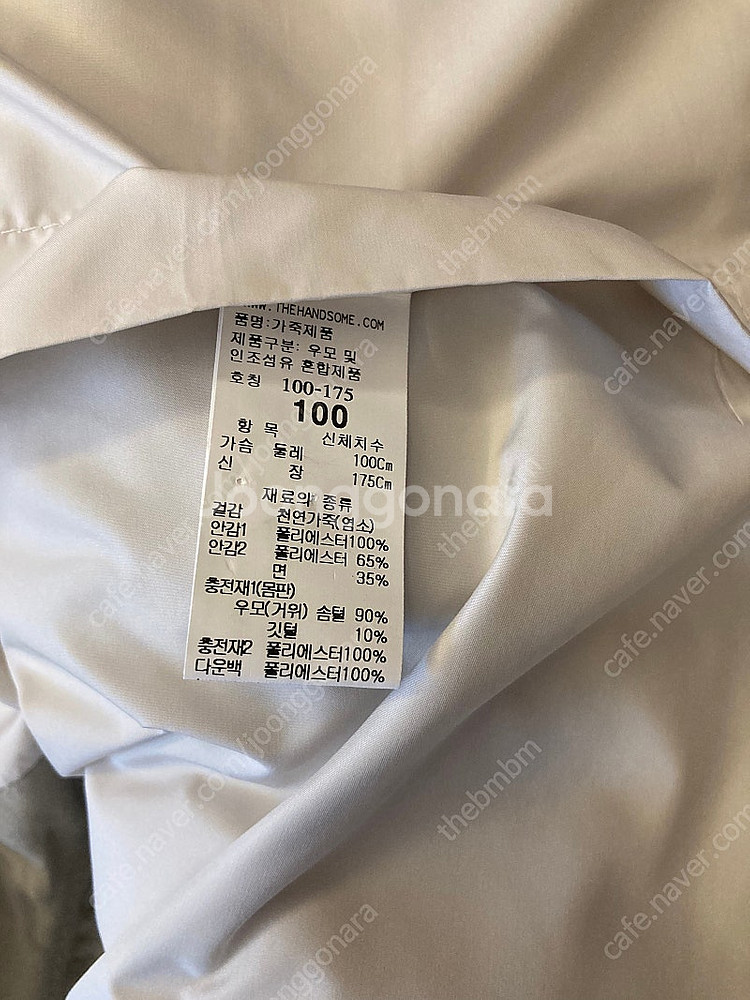 WWW.THEHANDSOME.COM
품명:가죽제품
제품구분: 우모 및
인조섬유 혼합제품
호칭 100-175
100
항 목 신체치수
가슴 둘레 100Cm
신 장 175Cm
재료의 종류
겉감 천연가죽(염소)
안감1 폴리에스터100%
안감2 폴리에스터 65%
면 35%
충전재1(몸판)
우모(거위) 솜털 90%
깃털 10%
충전재2 폴리에스터100%
다운백 폴리에스터100%
Joonggonara
cafe.naver.com/joonggonara
thebmbm